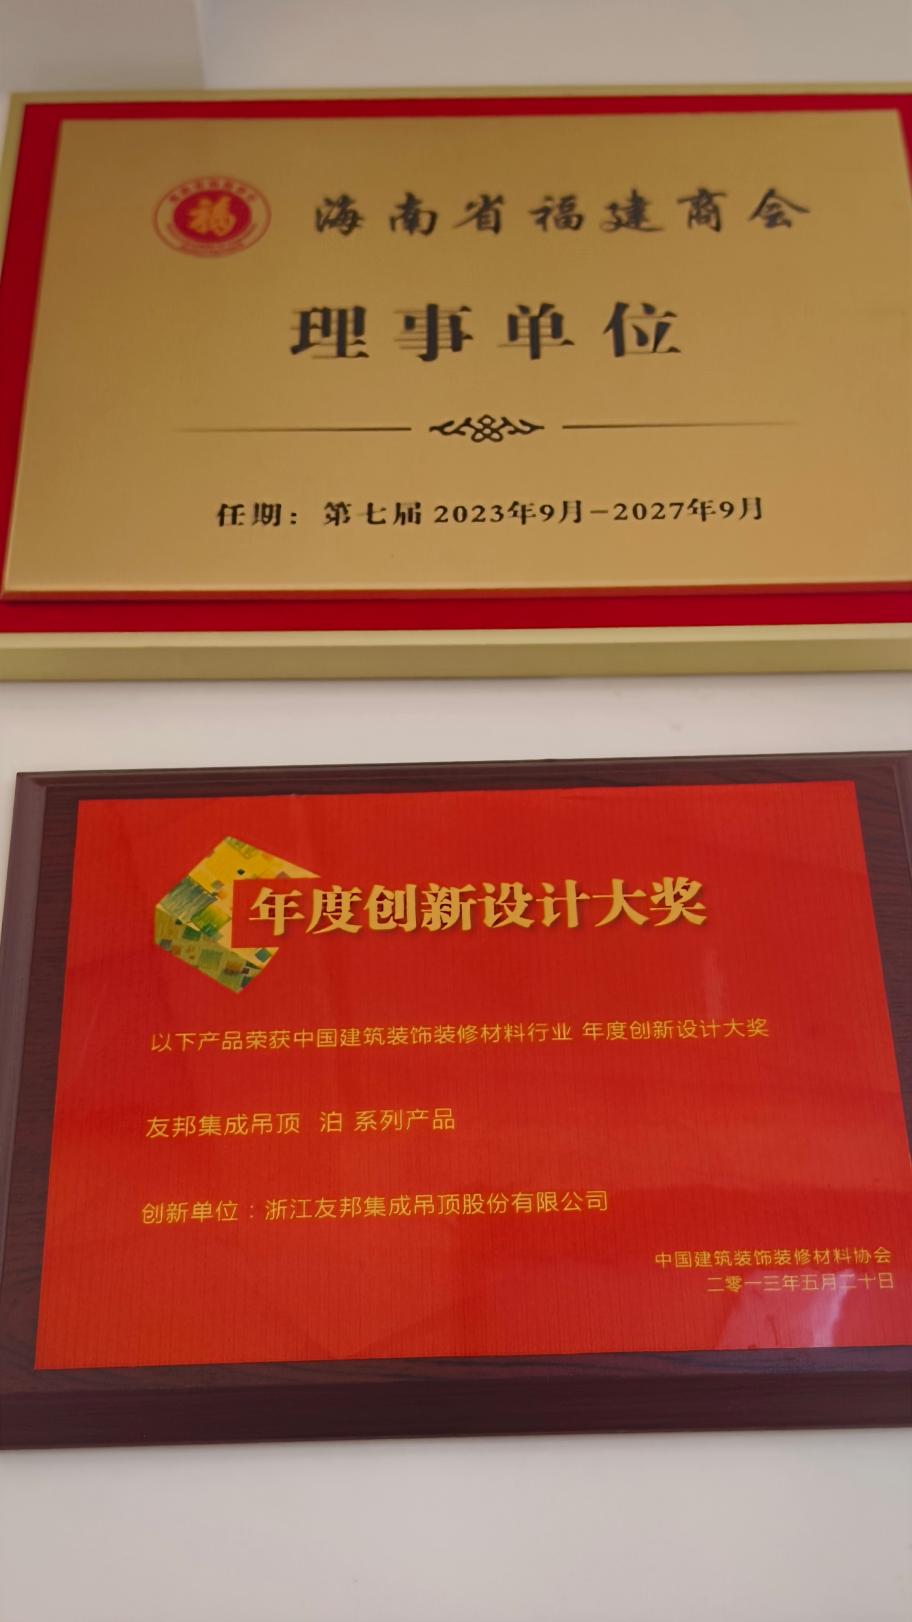 福
海南省福建商会
理事单位
任期：第七届2023年9月-2027年9月
年度创新设计大奖
以下产品荣获中国建筑装饰装修材料行业 年度创新设计大奖
友邦集成吊顶 泊 系列产品
创新单位：浙江友邦集成吊顶股份有限公司
中国建筑装饰装修材料协会
二零一三年五月二十日